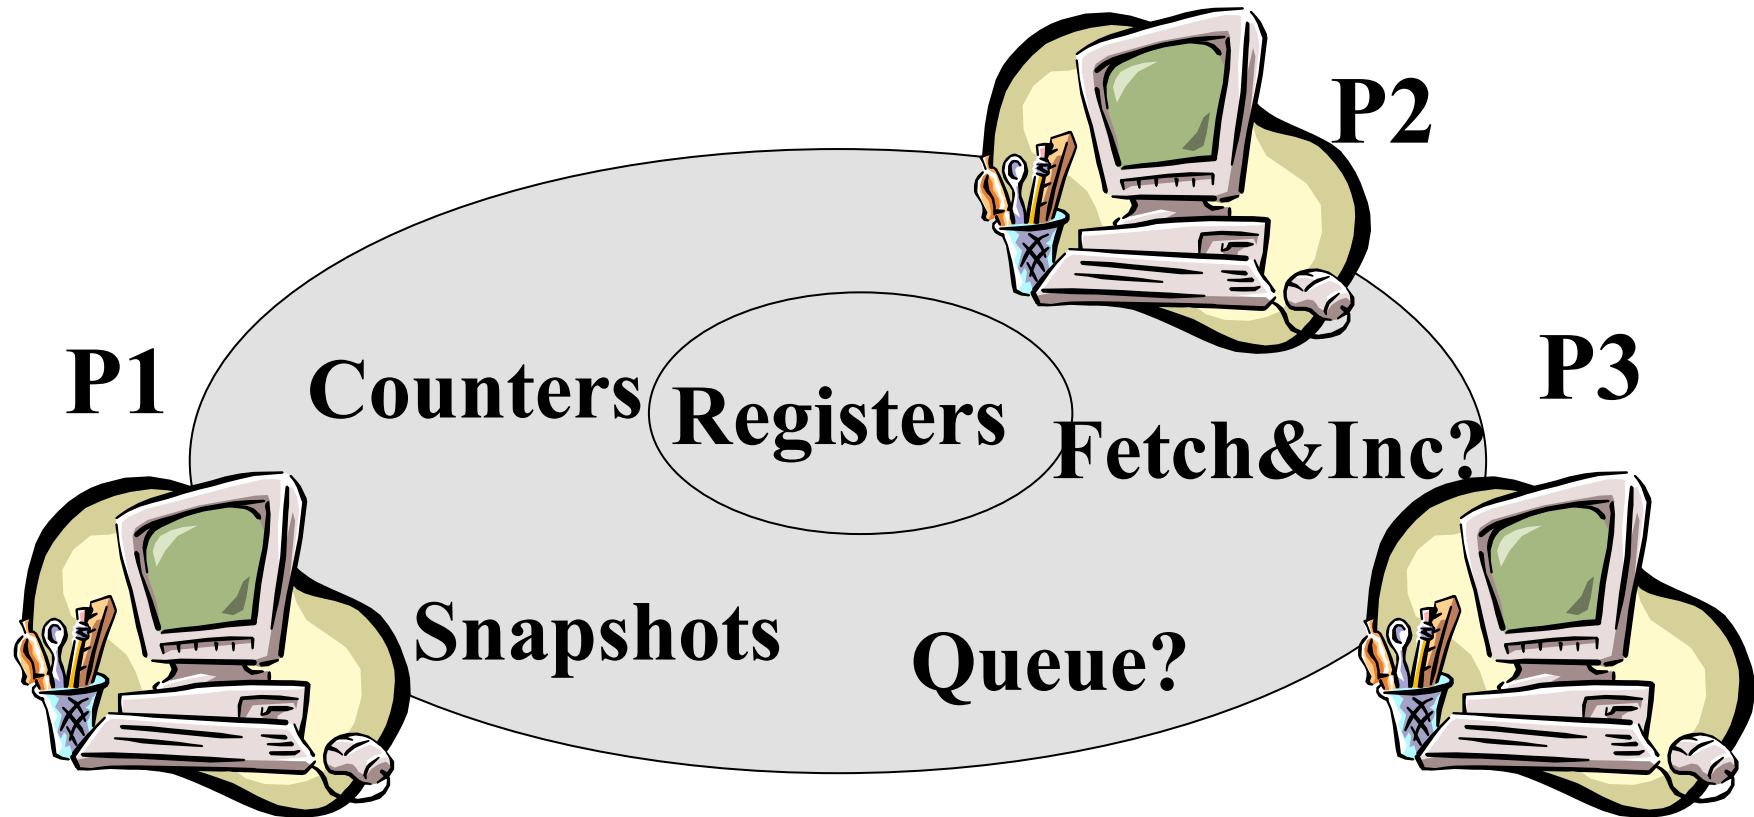 P2
P1
P3
Counters
Registers
Fetch&Inc?
Snapshots
Queue?